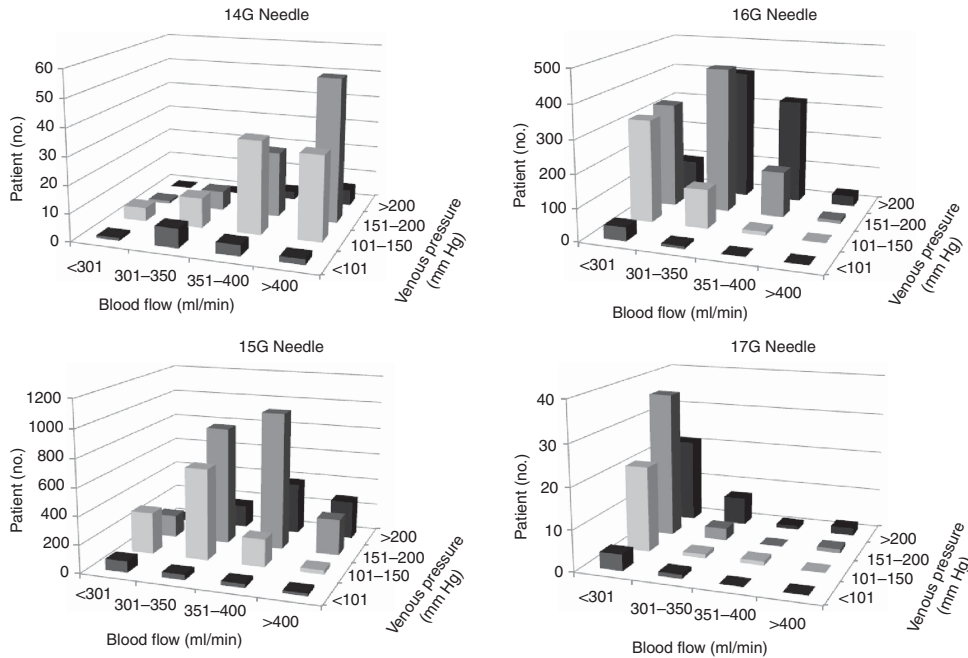 14G Needle
60
50
40
30
20
10
0
Patient (no.)
<301
301–350
351–400
>400
Blood flow (ml/min)
>200
151–200
101–150
<101
Venous pressure
(mm Hg)
16G Needle
500
400
300
200
100
0
Patient (no.)
<301
301–350
351–400
>400
Blood flow (ml/min)
>200
151–200
101–150
<101
Venous pressure
(mm Hg)
15G Needle
1200
1000
800
600
400
200
0
Patient (no.)
<301
301–350
351–400
>400
Blood flow (ml/min)
>200
151–200
101–150
<101
Venous pressure
(mm Hg)
17G Needle
40
30
20
10
0
Patient (no.)
<301
301–350
351–400
>400
Blood flow (ml/min)
>200
151–200
101–150
<101
Venous pressure
(mm Hg)